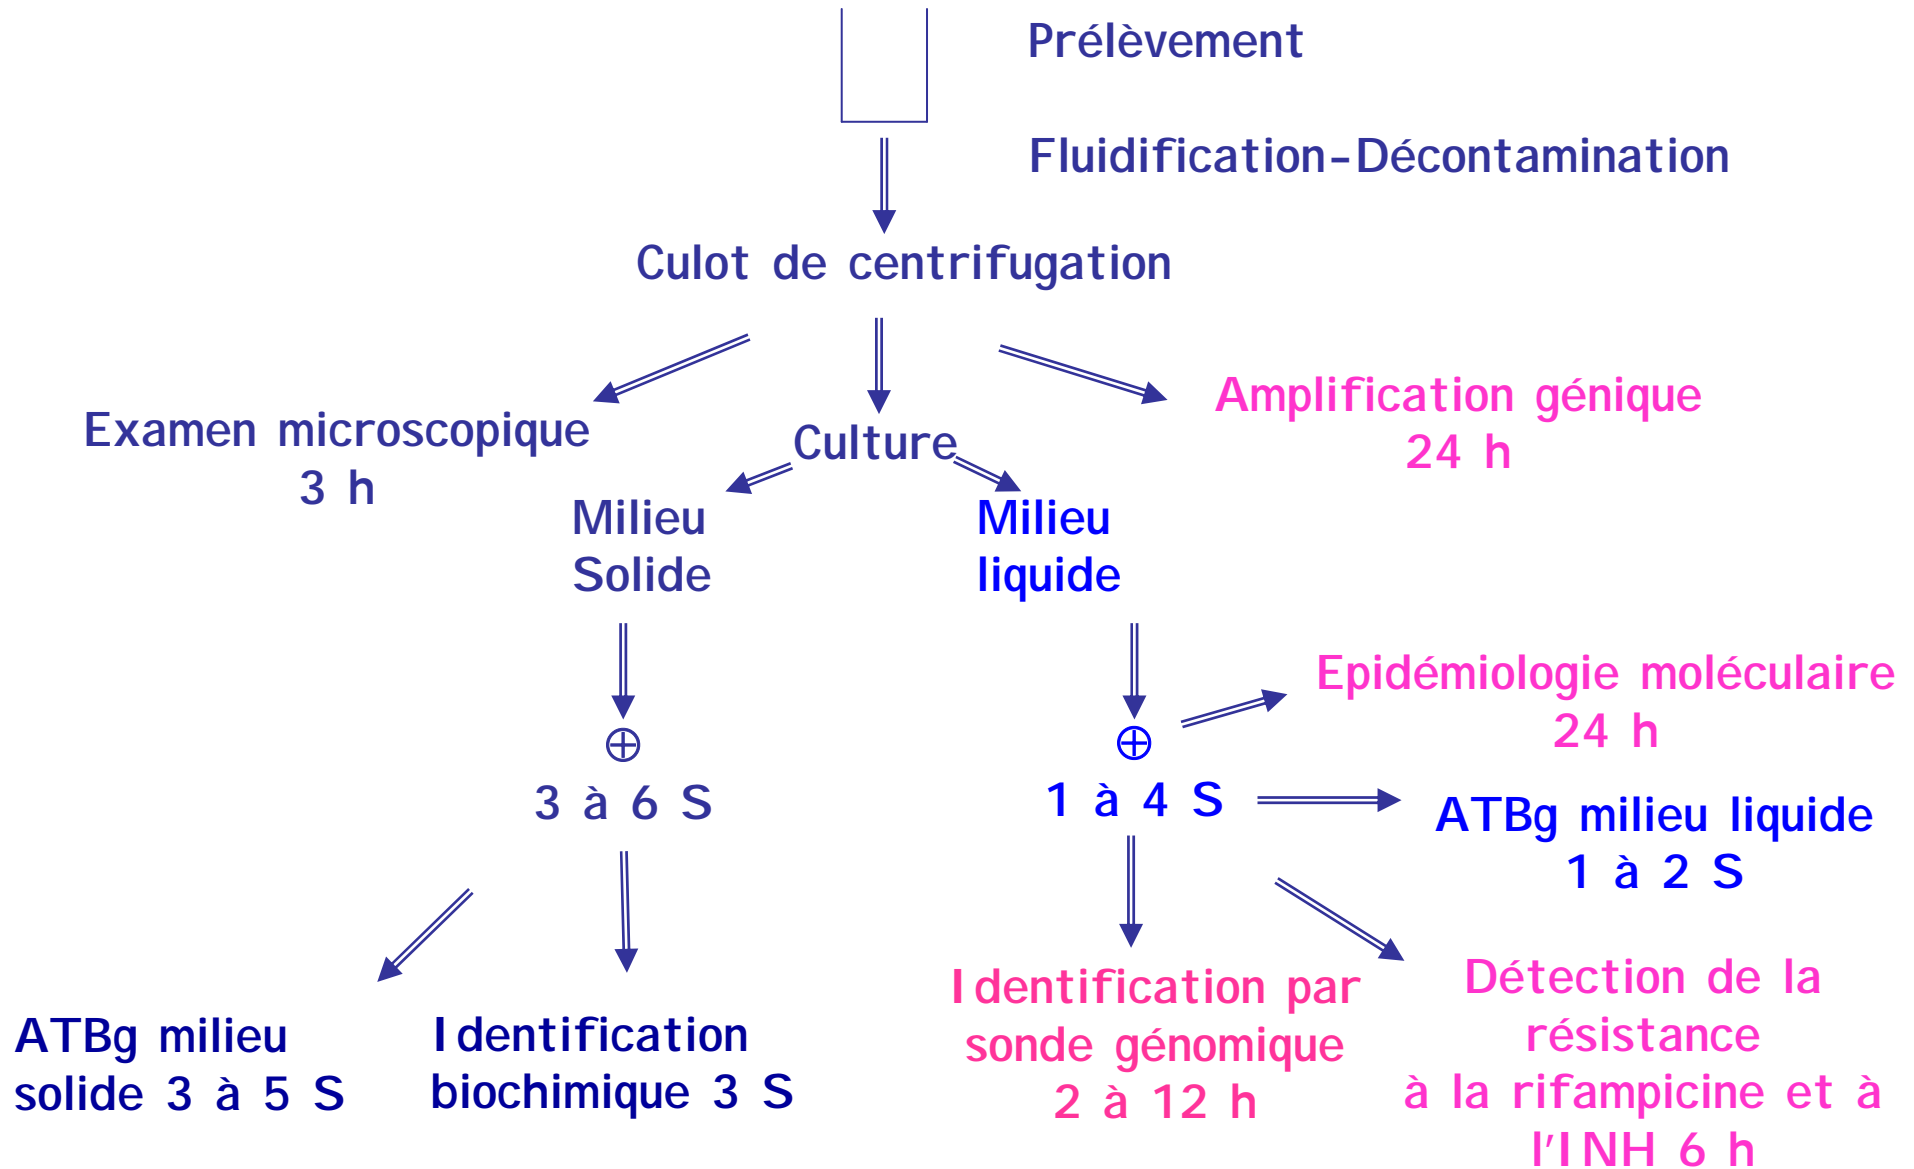 Prélèvement
Fluidification-Décontamination
Culot de centrifugation
Examen microscopique
3 h
Culture
Amplification génique
24 h
Milieu
Solide
Milieu
liquide
⊕
3 à 6 S
⊕
1 à 4 S
Epidémiologie moléculaire
24 h
ATBg milieu liquide
1 à 2 S
ATBg milieu
solide 3 à 5 S
Identification
biochimique 3 S
Identification par
sonde génomique
2 à 12 h
Détection de la
résistance
à la rifampicine et à
l'INH 6 h